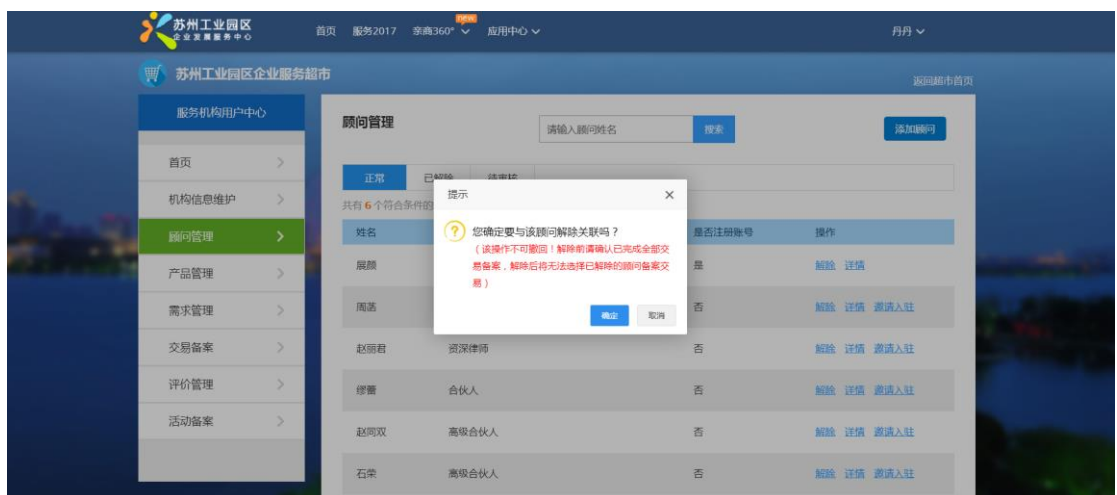 苏州工业园区
企业发展服务中心
首页 服务2017 亲商360° new 应用中心
丹丹
苏州工业园区企业服务超市
返回超市首页
服务机构用户中心
首页
机构信息维护
顾问管理
产品管理
需求管理
交易备案
评价管理
活动备案
顾问管理
请输入顾问姓名 搜索
添加顾问
正常 已解除 待审核
共有 6 个符合条件的
姓名 是否注册账号 操作
展颜 是 解除 详情
周菡 否 解除 详情 邀请入驻
赵丽君 资深律师 否 解除 详情 邀请入驻
缪蕾 合伙人 否 解除 详情 邀请入驻
赵同双 高级合伙人 否 解除 详情 邀请入驻
石荣 高级合伙人 否 解除 详情 邀请入驻
提示
您确定要与该顾问解除关联吗？
（该操作不可撤回！解除前请确认已完成全部交
易备案，解除后将无法选择已解除的顾问备案交
易）
确定 取消